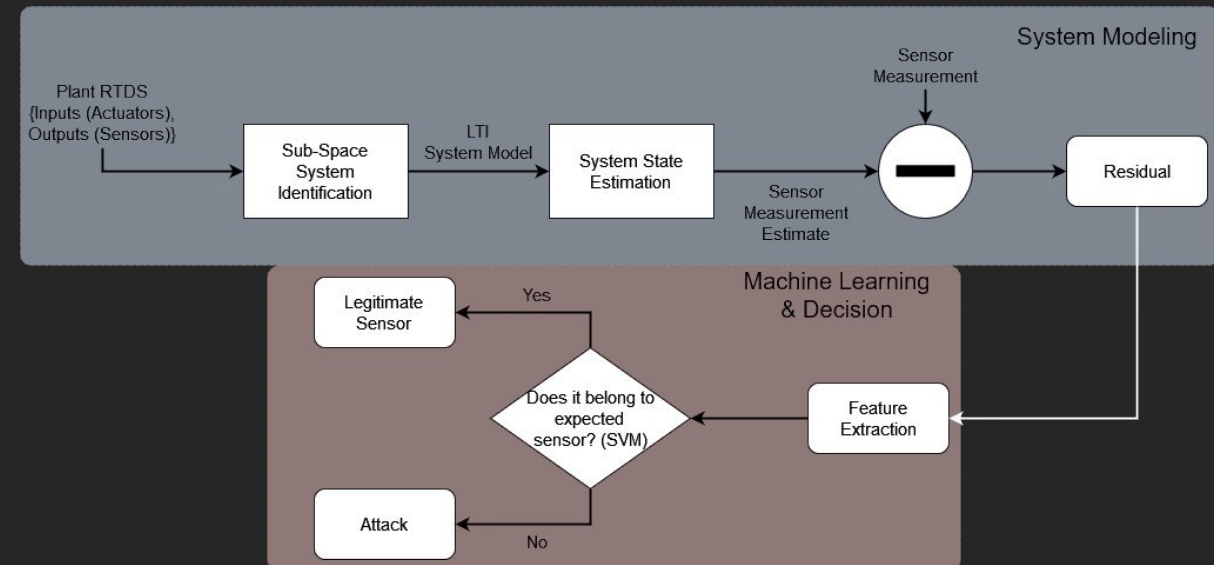 System Modeling
Plant RTDS
{Inputs (Actuators),
Outputs (Sensors)}
Sub-Space
System
Identification
LTI
System Model
System State
Estimation
Sensor
Measurement
Estimate
Sensor
Measurement
Residual
Machine Learning
& Decision
Feature
Extraction
Does it belong to
expected
sensor? (SVM)
Yes
Legitimate
Sensor
No
Attack